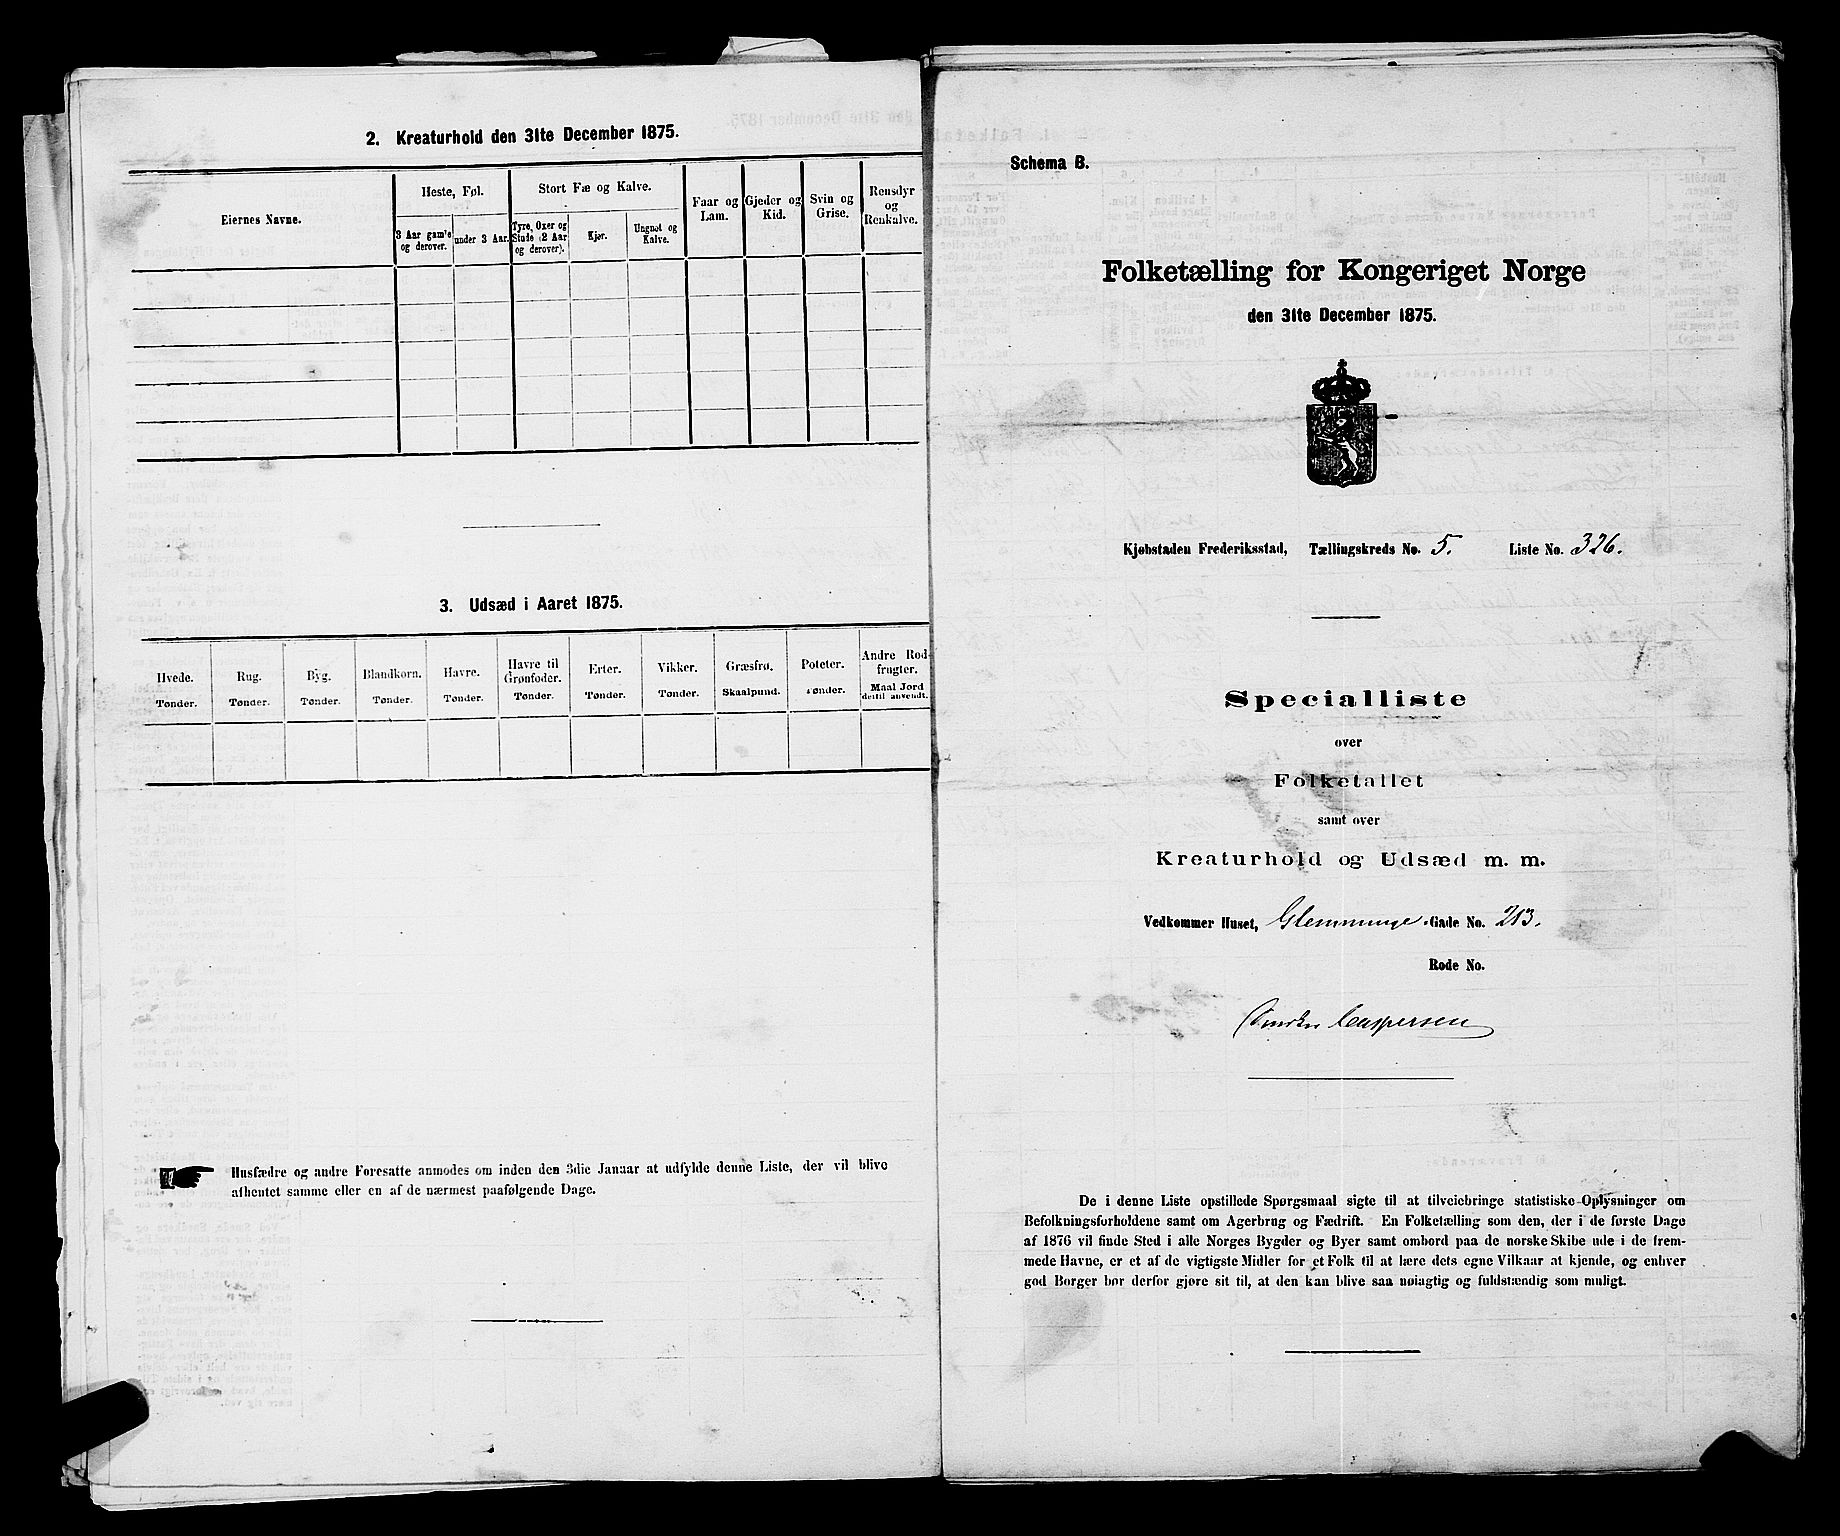 2. Kreaturhold den 31te December 1875.
Eiernes Navne.
Heste, Føl.
Stort Fæ og Kalve.
Faar og Lam.
Gjeder og Kid.
Svin og Grise.
Rensdyr og Renkalve.
3 Aar gam'e og derover.
under 3 Aar.
Tyre, Oxer og Stude (2 Aar og derover).
Kjør.
Ungnøt og Kalve.
3. Udsæd i Aaret 1875.
Hvede.
Rug.
Byg.
Blandkorn.
Havre.
Havre til Grønfoder.
Erter.
Vikker.
Græsfrø.
Poteter.
Andre Rodfrugter.
Tønder.
Tønder.
Tønder.
Tønder.
Tønder.
Tønder.
Tønder.
Tønder.
Skaalpund.
Tønder.
Maal Jord dertil anvendt.
Husfædre og andre Foresatte anmodes om inden den 3die Januar at udfylde denne Liste, der vil blive
afhentet samme eller en af de nærmest paafølgende Dage.
Schema B.
Folketælling for Kongeriget Norge
den 31te December 1875.
Kjøbstaden Frederiksstad, Tællingskreds No. 5. Liste No. 326.
Specialliste
over
Folketallet
samt over
Kreaturhold og Udsæd m. m.
Vedkommer Huset, Glemminge Gade No. 213.
Rode No.
Caspersen
De i denne Liste opstillede Spørgsmaal sigte til at tilveiebringe statistiske Oplysninger om
Befolkningsforholdene samt om Agerbrug og Fædrift. En Folketælling som den, der i de første Dage
af 1876 vil finde Sted i alle Norges Bygder og Byer samt ombord paa de norske Skibe ude i de frem-
mede Havne, er et af de vigtigste Midler for et Folk til at lære dets egne Vilkaar at kjende, og enhver
god Borger bør derfor gjøre sit til, at den kan blive saa nøiagtig og fuldstændig som muligt.